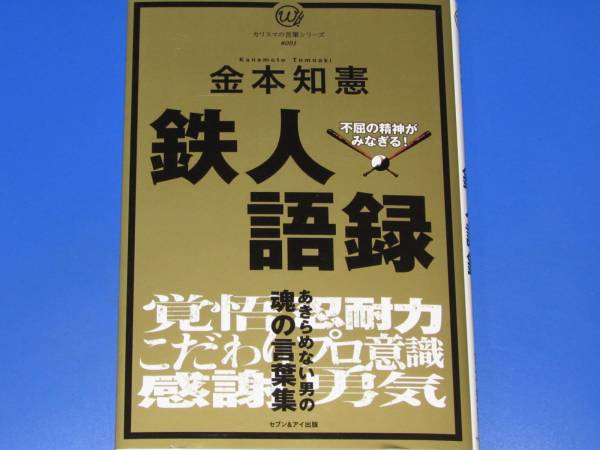 W
カリスマの言葉シリーズ
#001
Kanemoto Tomoaki
金本知憲
鉄人
語録
不屈の精神が
みなぎる!
あきらめない男の
魂の言葉集
覚悟 忍耐力
こだわり プロ意識
感謝 勇気
セブン&アイ出版